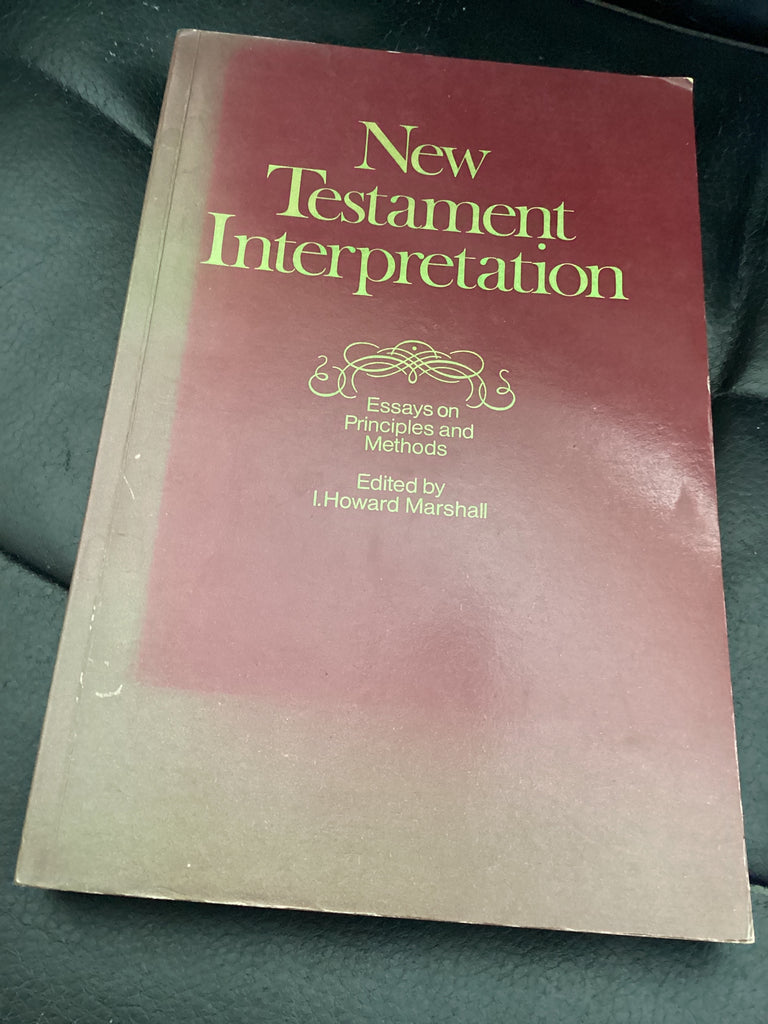 New
Testament
Interpretation
Essays on
Principles and
Methods
Edited by
I. Howard Marshall